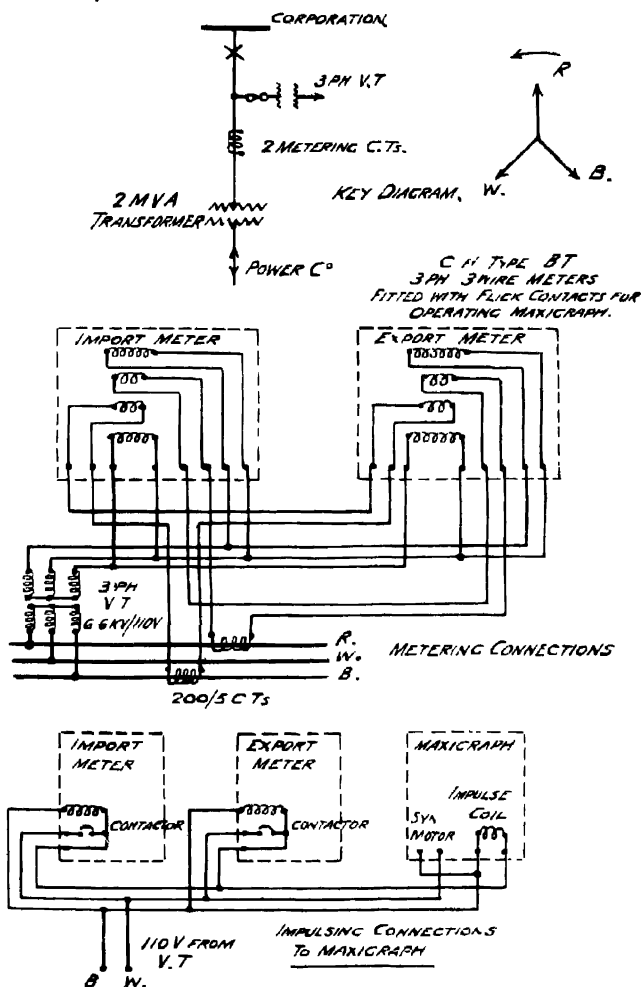 CORPORATION
3 PH V.T
2 METERING C.Ts.
2 MVA
TRANSFORMER
POWER C°
R
W.
B.
KEY DIAGRAM.
TYPE BT
3 PH 3 WIRE METERS
FITTED WITH FLICK CONTACTS FOR
OPERATING MAXIGRAPH.
IMPORT METER
EXPORT METER
3 PH
V T
6 6KV/110V
R.
W.
B.
METERING CONNECTIONS
200/5 C Ts
IMPORT
METER
CONTACTOR
EXPORT
METER
CONTACTOR
MAXIGRAPH
IMPULSE
COIL
SYN
MOTOR
110 V FROM
V.T
B W.
IMPULSING CONNECTIONS
TO MAXIGRAPH